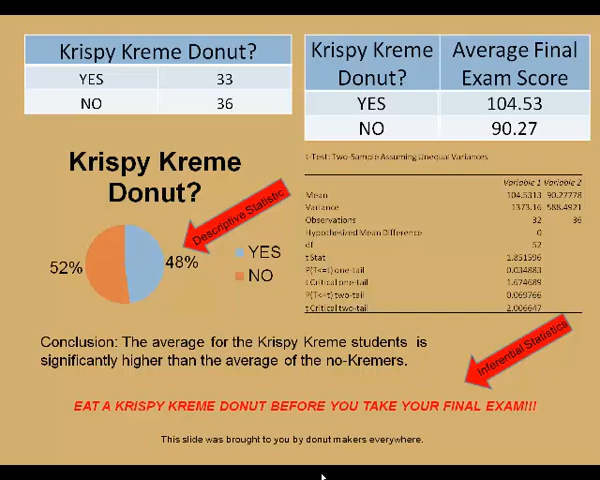 Krispy Kreme Donut?
YES 33
NO 36
Krispy Kreme Donut? Average Final Exam Score
YES 104.53
NO 90.27
Krispy Kreme
Donut?
Descriptive Statistic
52%
48%
YES
NO
t-Test: Two-Sample Assuming Unequal Variances
Variable 1 Variable 2
Mean 104.5313 90.27778
Variance 1373.16 588.4921
Observations 32 36
Hypothesized Mean Difference 0
df 52
t Stat 1.851596
P(T<=t) one-tail 0.034883
t Critical one-tail 1.674689
P(T<=t) two-tail 0.069766
t Critical two-tail 2.006647
Inferential Statistics
Conclusion: The average for the Krispy Kreme students is
significantly higher than the average of the no-Kremers.
EAT A KRISPY KREME DONUT BEFORE YOU TAKE YOUR FINAL EXAM!!!
This slide was brought to you by donut makers everywhere.